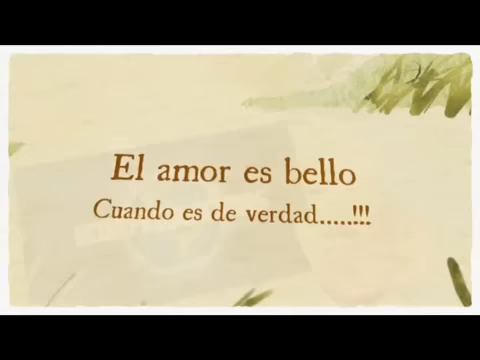 El amor es bello
Cuando es de verdad.....!!!